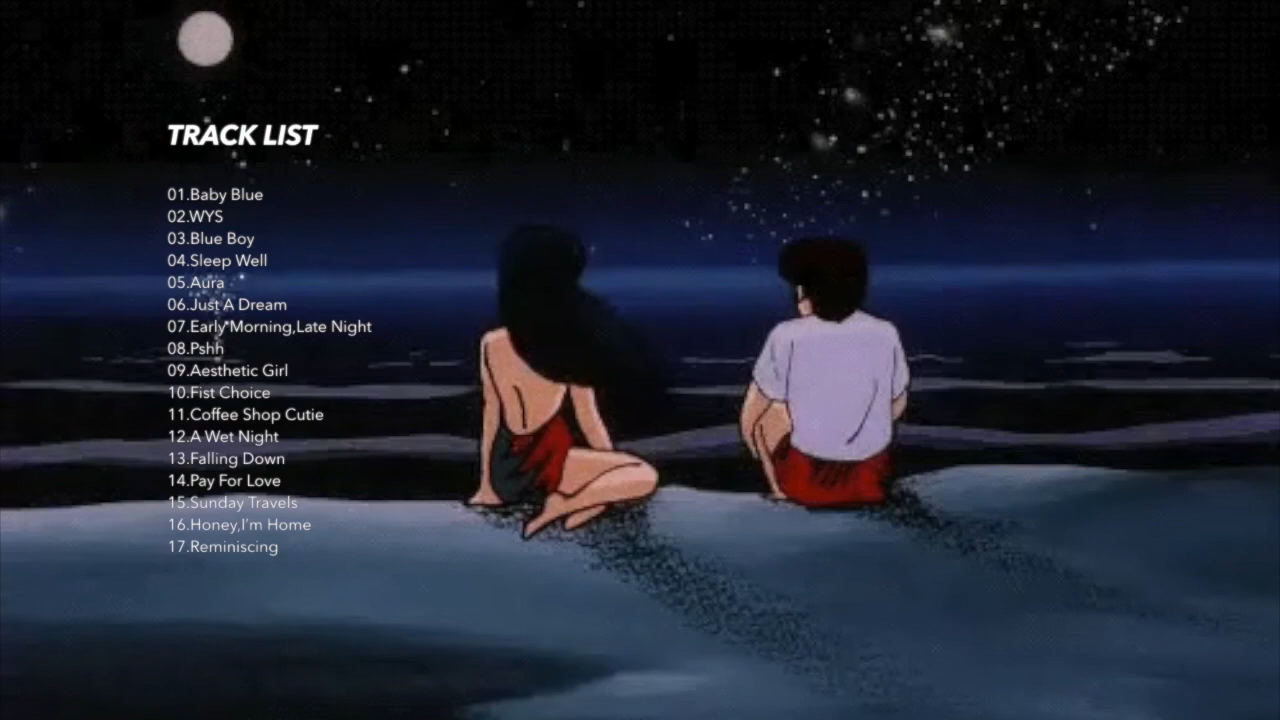 TRACK LIST
01.Baby Blue
02.WYS
03.Blue Boy
04.Sleep Well
05.Aura
06.Just A Dream
07.Early Morning,Late Night
08.Pshh
09.Aesthetic Girl
10.Fist Choice
11.Coffee Shop Cutie
12.A Wet Night
13.Falling Down
14.Pay For Love
15.Sunday Travels
16.Honey,I'm Home
17.Reminiscing